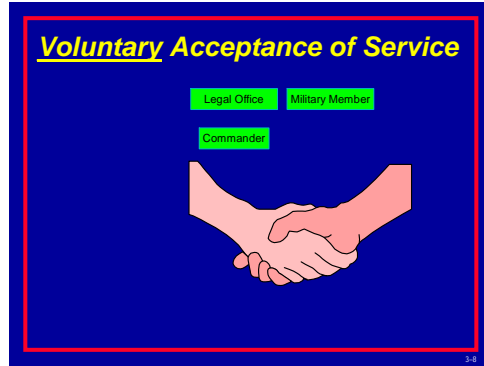 Voluntary Acceptance of Service
Legal Office Military Member
Commander
3-8